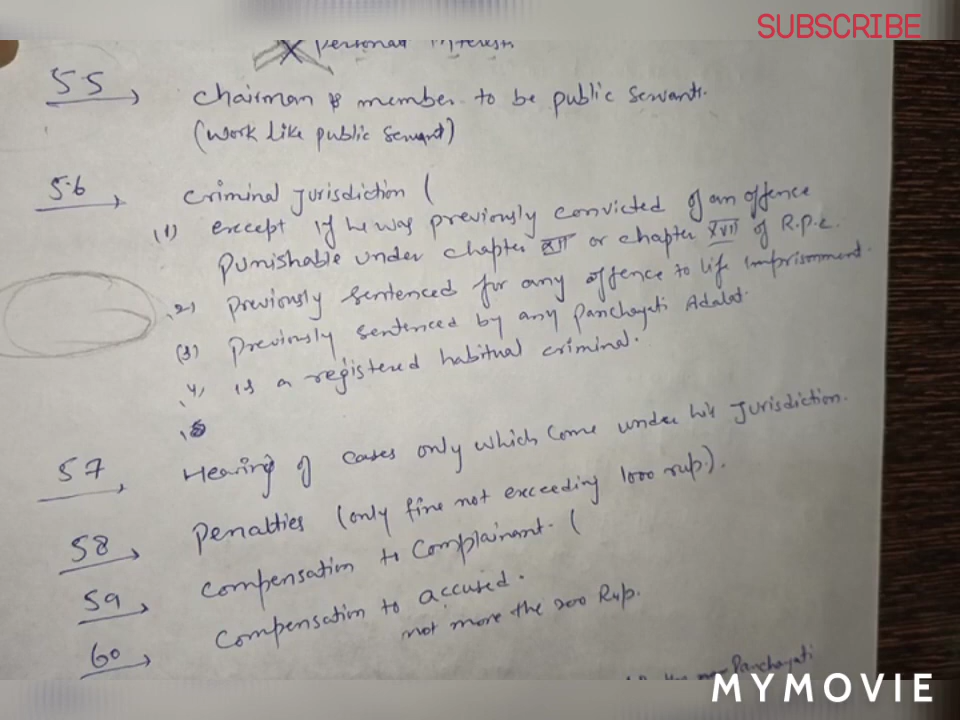 SUBSCRIBE
X personal interest.
55 → Chairman & member to be public servants.
(work like public servant)
56 → Criminal Jurisdiction (
(1) except if he was previously convicted of an offence
punishable under chapter XII or chapter XVII of R.P.C.
(2) Previously sentenced for any offence to life imprisonment.
(3) Previously sentenced by any Panchayati Adalat.
(4) is a registered habitual criminal.
57 → Hearing of cases only which come under his Jurisdiction.
58 → Penalties (only fine not exceeding 1000 rup.).
59 → Compensation to Complainant. (
60 → Compensation to accused.
not more the 200 Rup.
Panchayati
MYMOVIE